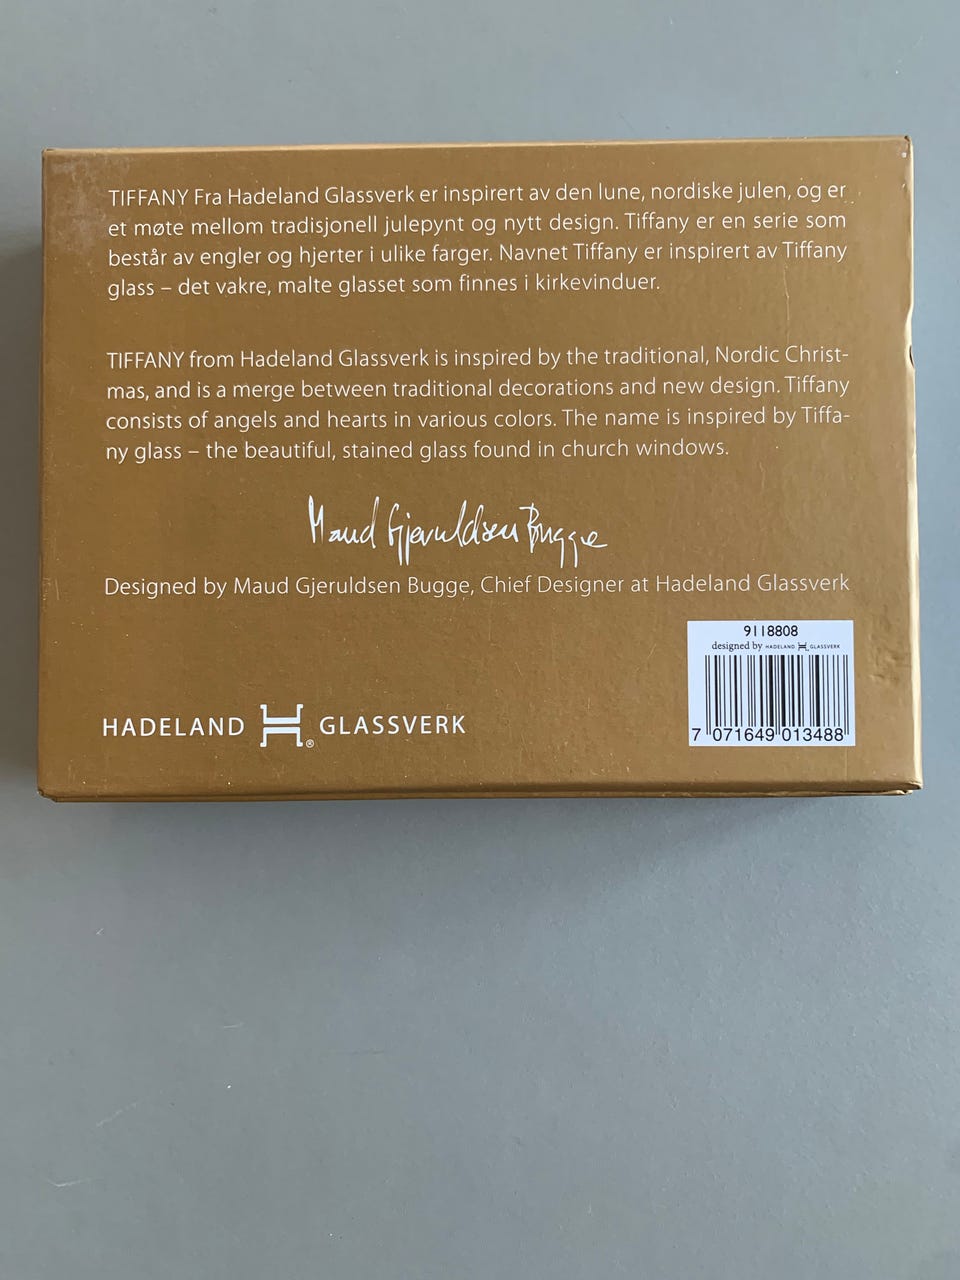 TIFFANY Fra Hadeland Glassverk er inspirert av den lune, nordiske julen, og er
et møte mellom tradisjonell julepynt og nytt design. Tiffany er en serie som
består av engler og hjerter i ulike farger. Navnet Tiffany er inspirert av Tiffany
glass – det vakre, malte glasset som finnes i kirkevinduer.
TIFFANY from Hadeland Glassverk is inspired by the traditional, Nordic Christ-
mas, and is a merge between traditional decorations and new design. Tiffany
consists of angels and hearts in various colors. The name is inspired by Tiffa-
ny glass – the beautiful, stained glass found in church windows.
Maud Gjeruldsen Bugge
Designed by Maud Gjeruldsen Bugge, Chief Designer at Hadeland Glassverk
9118808
designed by HADELAND GLASSVERK
7 071649 013488
HADELAND H® GLASSVERK